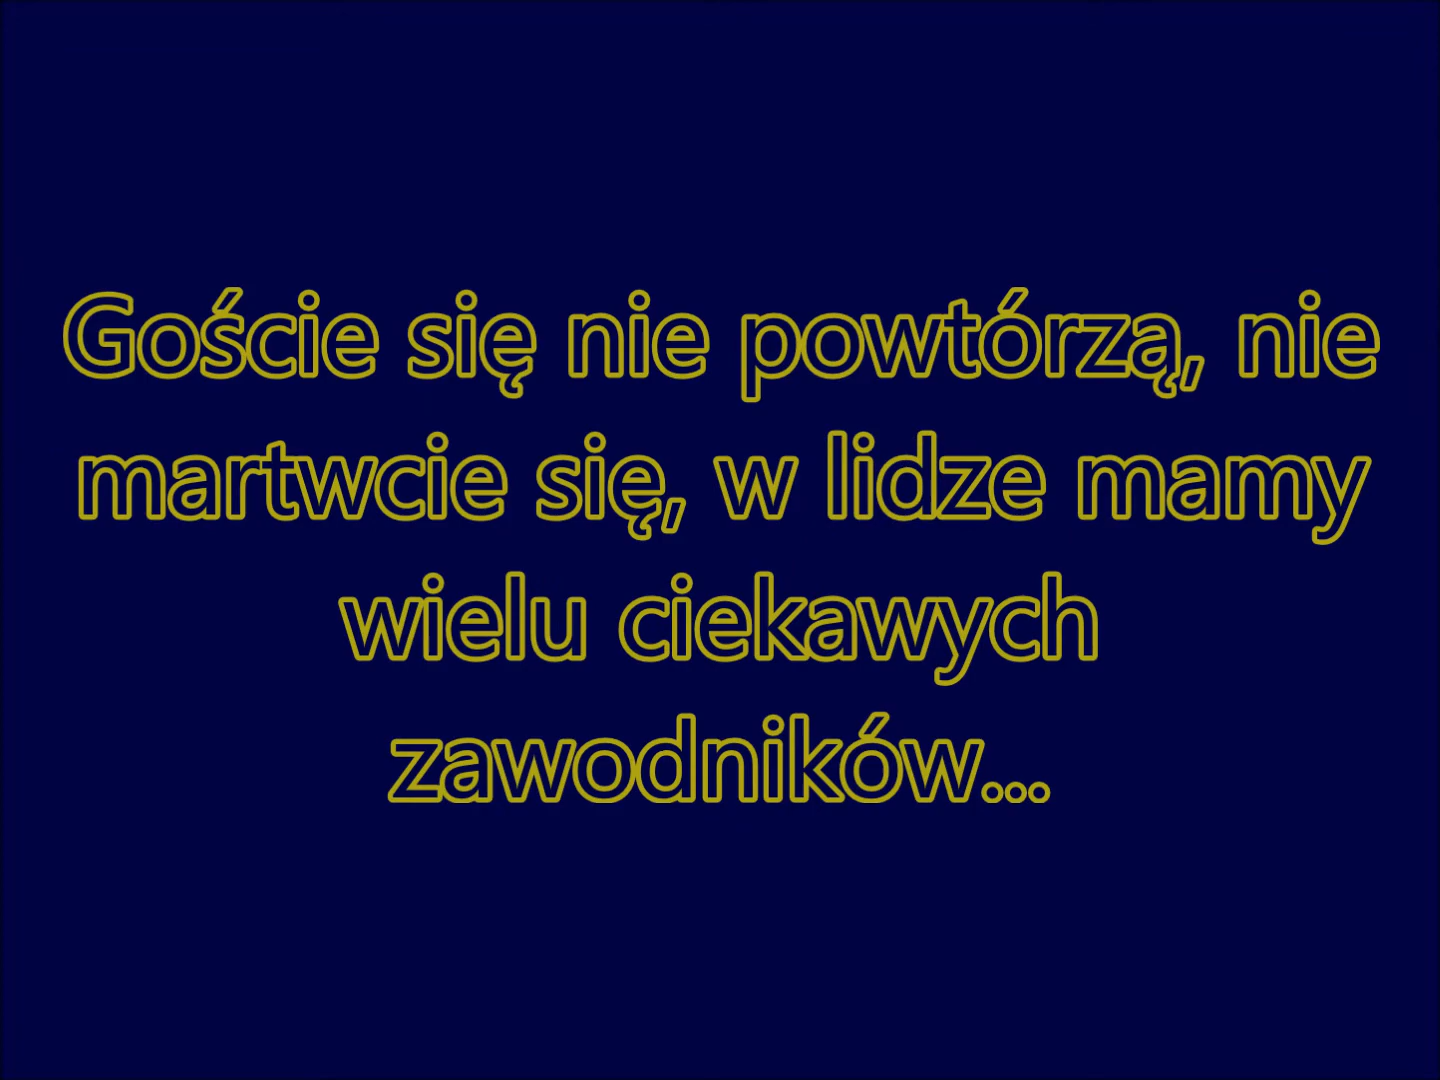 Goście się nie powtórzą, nie
martwcie się, w lidze mamy
wielu ciekawych
zawodników...